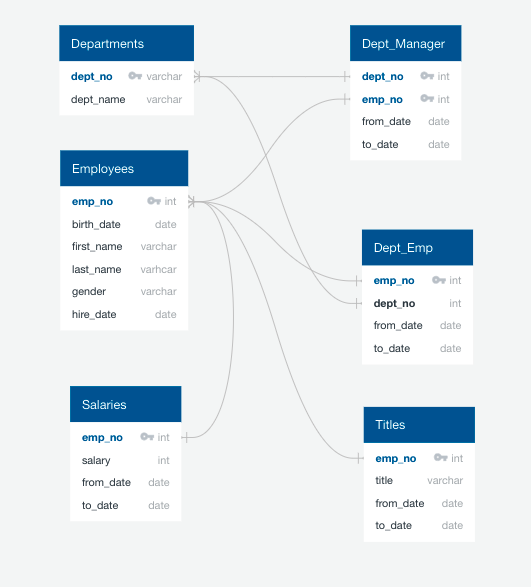 Departments
dept_no varchar
dept_name varchar
Employees
emp_no int
birth_date date
first_name varchar
last_name varhcar
gender varchar
hire_date date
Salaries
emp_no int
salary int
from_date date
to_date date
Dept_Manager
dept_no int
emp_no int
from_date date
to_date date
Dept_Emp
emp_no int
dept_no int
from_date date
to_date date
Titles
emp_no int
title varchar
from_date date
to_date date